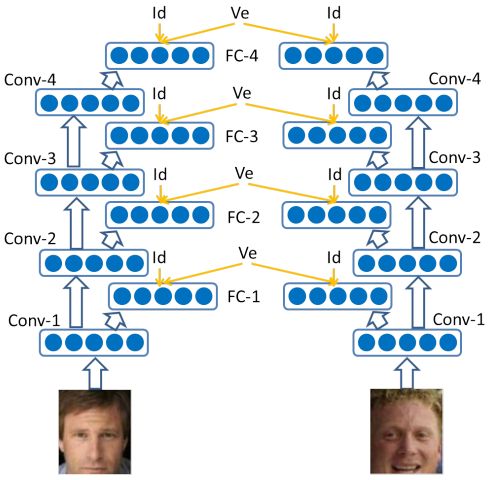 Id Ve Id
FC-4
Conv-4 Conv-4
Id Ve Id
FC-3
Conv-3 Conv-3
Id Ve Id
FC-2
Conv-2 Conv-2
Id Ve Id
FC-1
Conv-1 Conv-1